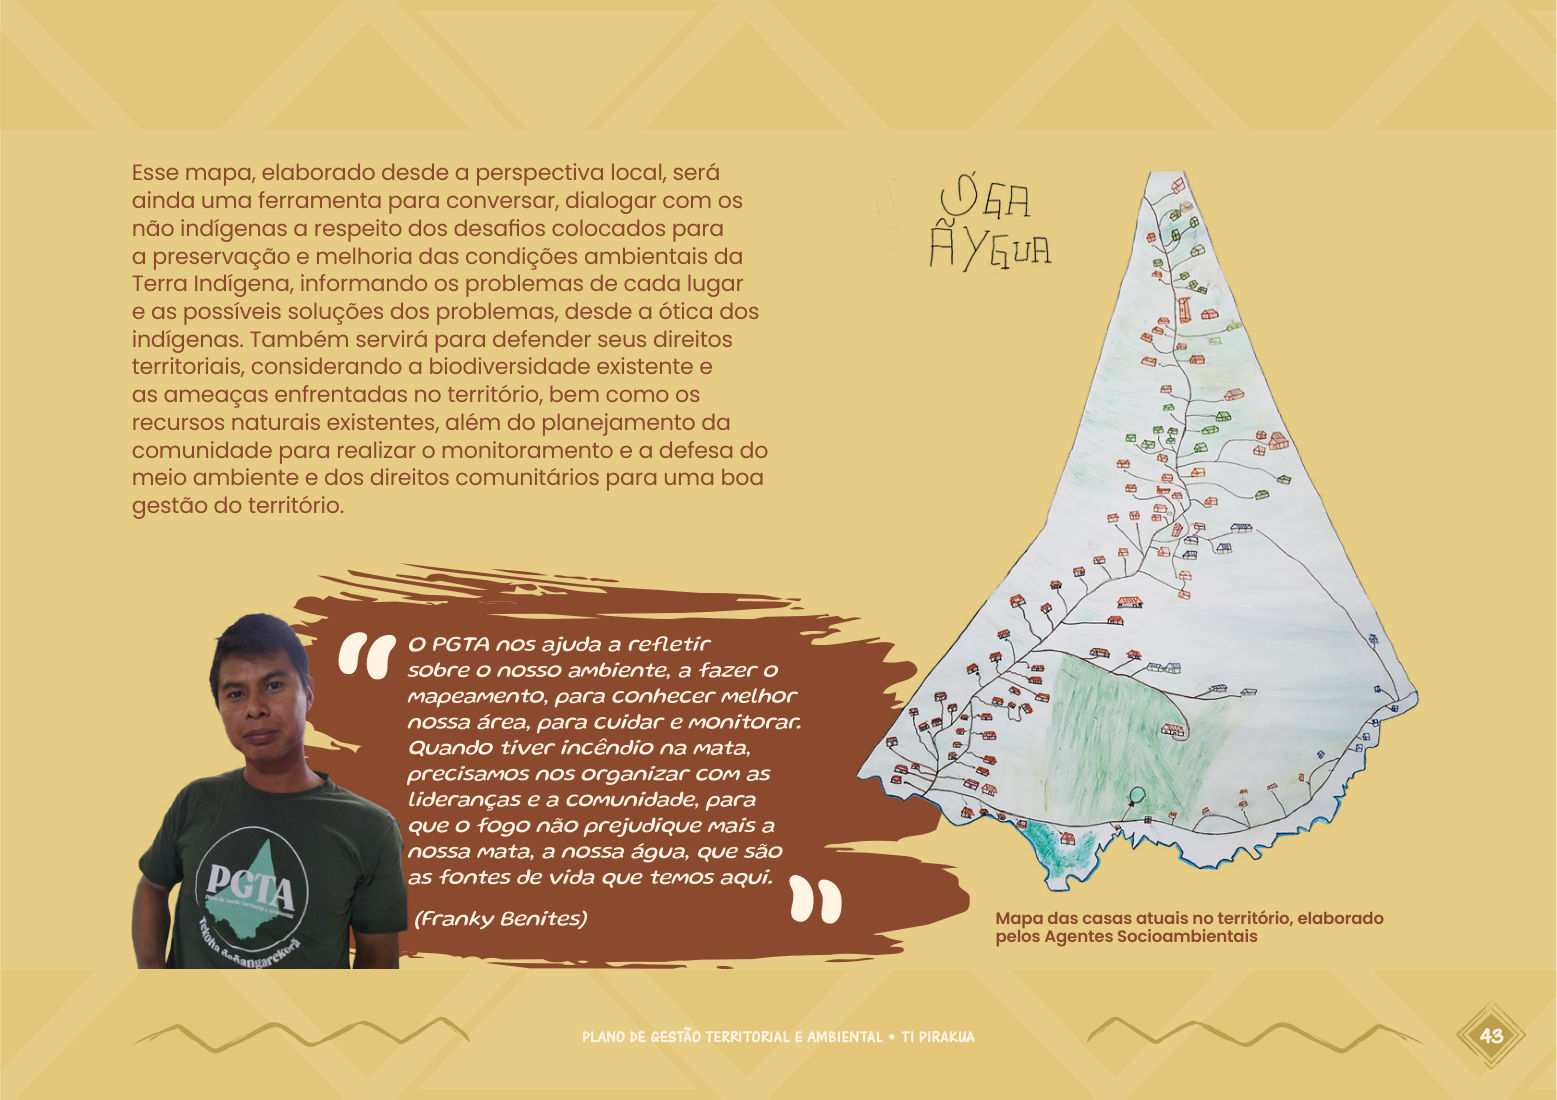 Esse mapa, elaborado desde a perspectiva local, será
ainda uma ferramenta para conversar, dialogar com os
não indígenas a respeito dos desafios colocados para
a preservação e melhoria das condições ambientais da
Terra Indígena, informando os problemas de cada lugar
e as possíveis soluções dos problemas, desde a ótica dos
indígenas. Também servirá para defender seus direitos
territoriais, considerando a biodiversidade existente e
as ameaças enfrentadas no território, bem como os
recursos naturais existentes, além do planejamento da
comunidade para realizar o monitoramento e a defesa do
meio ambiente e dos direitos comunitários para uma boa
gestão do território.
ÓGA
ÃYGUA
“O PGTA nos ajuda a refletir
sobre o nosso ambiente, a fazer o
mapeamento, para conhecer melhor
nossa área, para cuidar e monitorar.
Quando tiver incêndio na mata,
precisamos nos organizar com as
lideranças e a comunidade, para
que o fogo não prejudique mais a
nossa mata, a nossa água, que são
as fontes de vida que temos aqui.”
(Franky Benites)
PGTA
Plano de Gestão Territorial e Ambiental
Tekoha
Mapa das casas atuais no território, elaborado
pelos Agentes Socioambientais
PLANO DE GESTÃO TERRITORIAL E AMBIENTAL • TI PIRAKUA
43